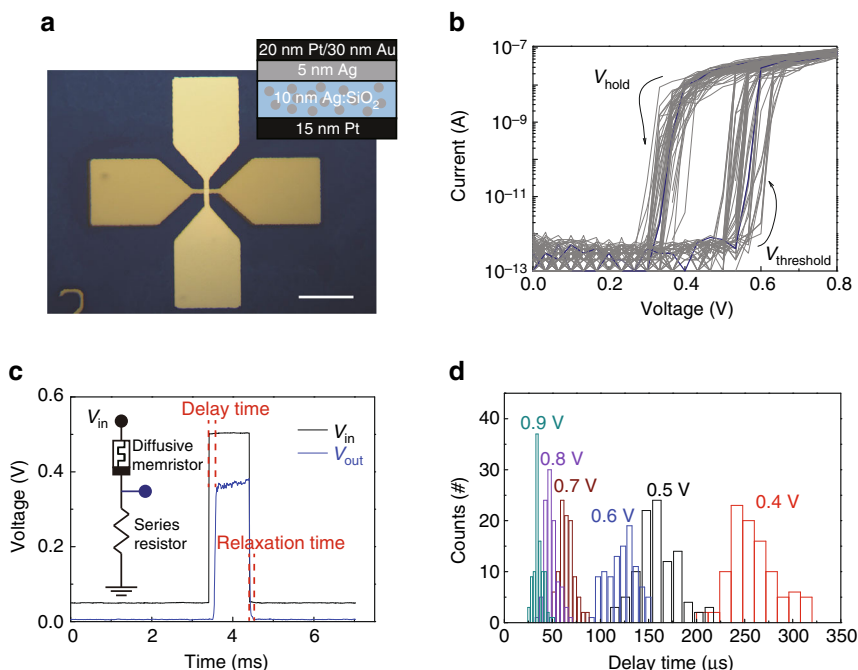 a
20 nm Pt/30 nm Au
5 nm Ag
10 nm Ag:SiO₂
15 nm Pt
b
10⁻⁷
10⁻⁹
10⁻¹¹
10⁻¹³
Current (A)
V_hold
V_threshold
0.0 0.2 0.4 0.6 0.8
Voltage (V)
c
0.6
0.4
0.2
0.0
Voltage (V)
V_in
Diffusive
memristor
Series
resistor
Delay time
V_in
V_out
Relaxation time
0 2 4 6
Time (ms)
d
40
30
20
10
0
Counts (#)
0.9 V
0.8 V
0.7 V
0.6 V
0.5 V
0.4 V
0 50 100 150 200 250 300 350
Delay time (μs)